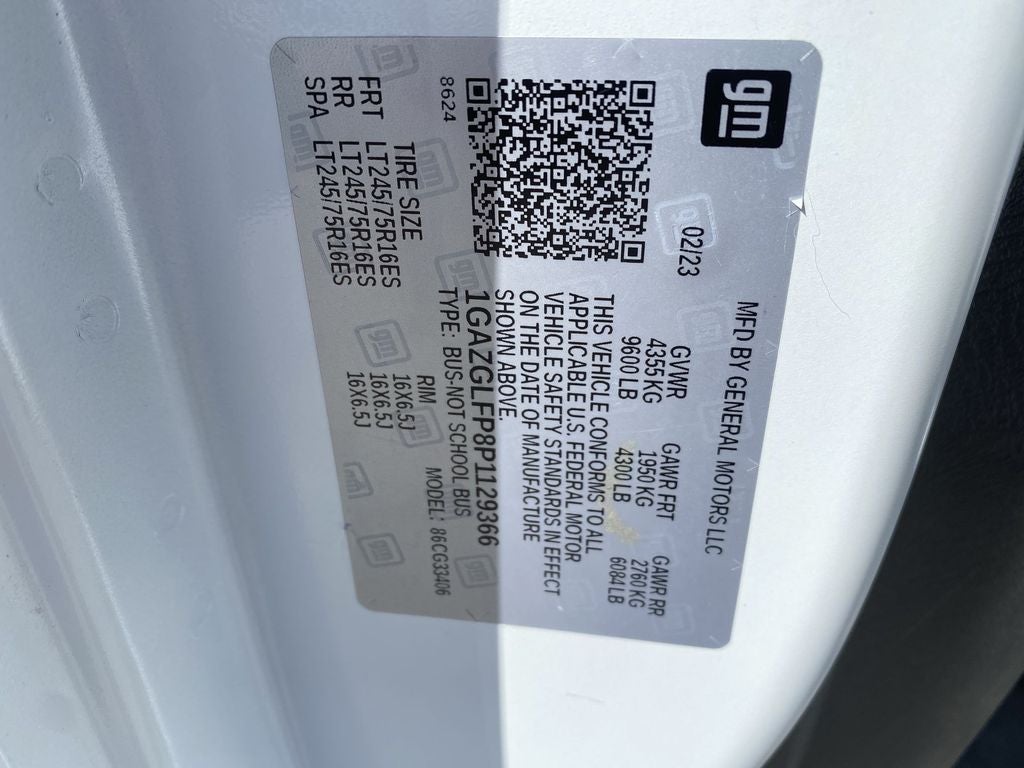 gm
MFD BY GENERAL MOTORS LLC
02/23
GVWR GAWR FRT GAWR RR
4355 KG 1950 KG 2760 KG
9600 LB 4300 LB 6084 LB
THIS VEHICLE CONFORMS TO ALL
APPLICABLE U.S. FEDERAL MOTOR
VEHICLE SAFETY STANDARDS IN EFFECT
ON THE DATE OF MANUFACTURE
SHOWN ABOVE.
1GAZGLFP8P1129366
8624 TYPE: BUS-NOT SCHOOL BUS
MODEL: 86CG33406
TIRE SIZE RIM
FRT LT245/75R16ES 16X6.5J
RR LT245/75R16ES 16X6.5J
SPA LT245/75R16ES 16X6.5J